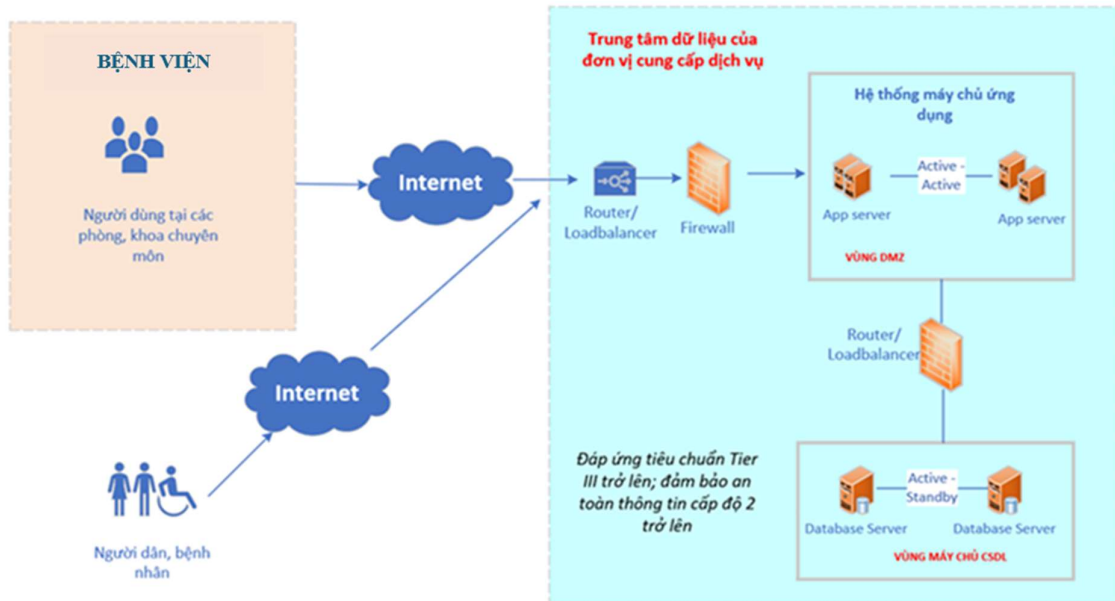 BỆNH VIỆN
Người dùng tại các
phòng, khoa chuyên
môn
Internet
Internet
Người dân, bệnh
nhân
Trung tâm dữ liệu của
đơn vị cung cấp dịch vụ
Router/
Loadbalancer
Firewall
Hệ thống máy chủ ứng
dụng
App server
Active -
Active
App server
VÙNG DMZ
Router/
Loadbalancer
Đáp ứng tiêu chuẩn Tier
III trở lên; đảm bảo an
toàn thông tin cấp độ 2
trở lên
Active -
Standby
Database Server
Database Server
VÙNG MÁY CHỦ CSDL